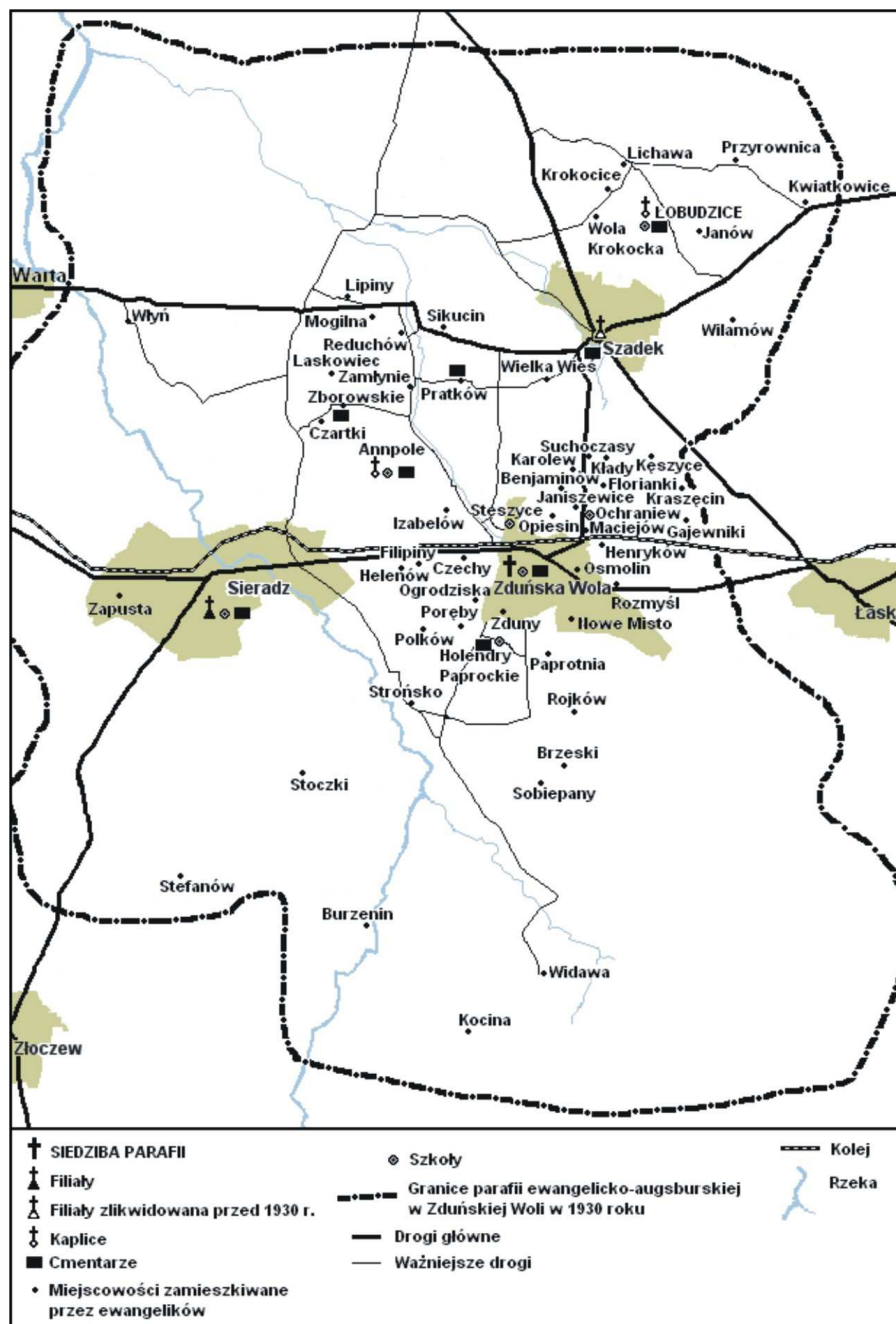 Lichawa
Przyrownica
Krokocice
Kwiatkowice
ŁOBUDZICE
Wola
Krokocka
Janów
Warta
Lipiny
Włyń
Mogilna
Sikucin
Wilamów
Reduchów
Szadek
Laskowiec
Wielka Wies
Zamłynie
Pratków
Zborowskie
Czartki
Annpole
Suchoczasy
Karolew
Kłady
Kęszyce
Benjaminów
Florianki
Janiszewice
Kraszęcin
Stęszyce
Ochraniew
Izabelów
Opiesin
Maciejów
Gajewniki
Filipiny
Henryków
Czechy
Helenów
Osmolin
Sieradz
Zduńska Wola
Zapusta
Ogrodziska
Rozmyśl
Łask
Poręby
Zduny
Nowe Misto
Polków
Holendry
Paprockie
Paprotnia
Strońsko
Rojków
Brzeski
Stoczki
Sobiepany
Stefanów
Burzenin
Widawa
Kocina
Złoczew
SIEDZIBA PARAFII
Filiały
Filiały zlikwidowana przed 1930 r.
Kaplice
Cmentarze
Miejscowości zamieszkiwane
przez ewangelików
Szkoły
Granice parafii ewangelicko-augsburskiej
w Zduńskiej Woli w 1930 roku
Drogi główne
Ważniejsze drogi
Kolej
Rzeka